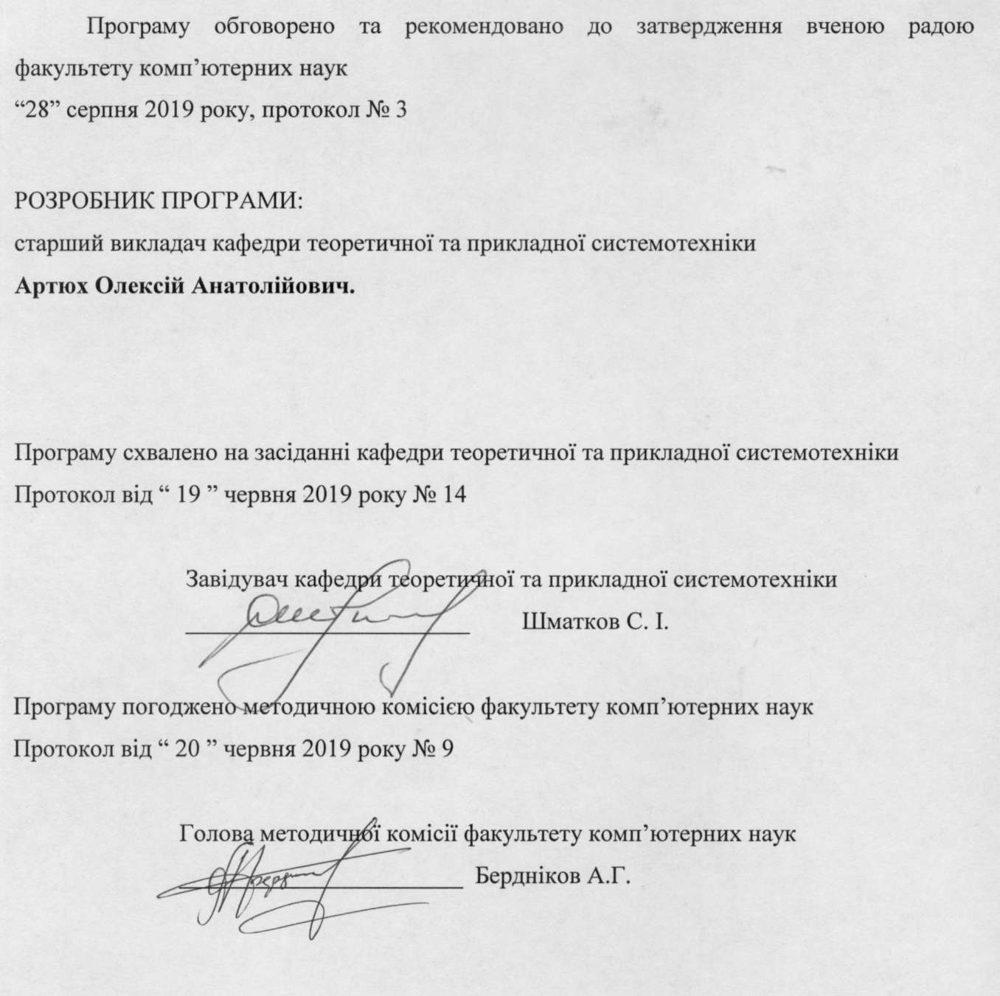 Програму обговорено та рекомендовано до затвердження вченою радою
факультету комп’ютерних наук
“28” серпня 2019 року, протокол № 3
РОЗРОБНИК ПРОГРАМИ:
старший викладач кафедри теоретичної та прикладної системотехніки
Артюх Олексій Анатолійович.
Програму схвалено на засіданні кафедри теоретичної та прикладної системотехніки
Протокол від “ 19 ” червня 2019 року № 14
Завідувач кафедри теоретичної та прикладної системотехніки
Шматков С. І.
Програму погоджено методичною комісією факультету комп’ютерних наук
Протокол від “ 20 ” червня 2019 року № 9
Голова методичної комісії факультету комп’ютерних наук
Бердніков А.Г.